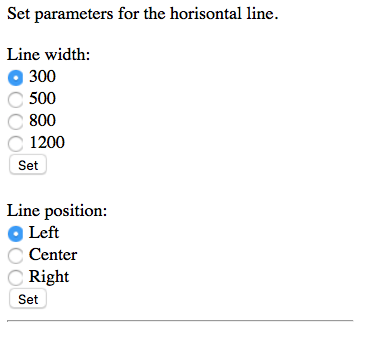 Set parameters for the horisontal line.
Line width:
300
500
800
1200
Set
Line position:
Left
Center
Right
Set